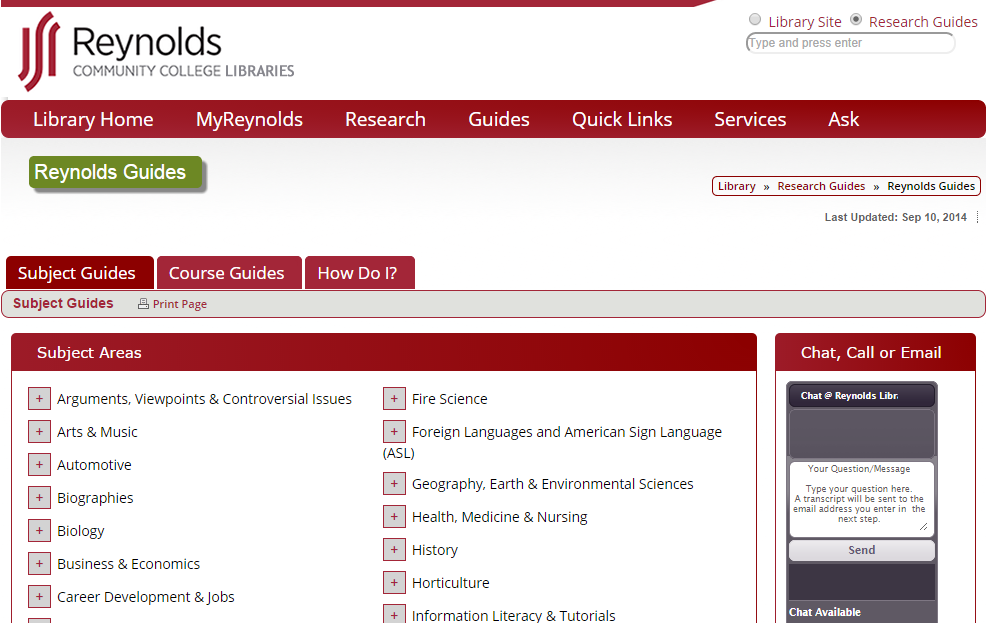 Reynolds
COMMUNITY COLLEGE LIBRARIES
Library Site Research Guides
Type and press enter
Library Home MyReynolds Research Guides Quick Links Services Ask
Reynolds Guides
Library » Research Guides » Reynolds Guides
Last Updated: Sep 10, 2014
Subject Guides Course Guides How Do I?
Subject Guides Print Page
Subject Areas
+ Arguments, Viewpoints & Controversial Issues
+ Arts & Music
+ Automotive
+ Biographies
+ Biology
+ Business & Economics
+ Career Development & Jobs
+ Fire Science
+ Foreign Languages and American Sign Language
(ASL)
+ Geography, Earth & Environmental Sciences
+ Health, Medicine & Nursing
+ History
+ Horticulture
+ Information Literacy & Tutorials
Chat, Call or Email
Chat @ Reynolds Libr
Your Question/Message
Type your question here.
A transcript will be sent to the
email address you enter in the
next step.
Send
Chat Available